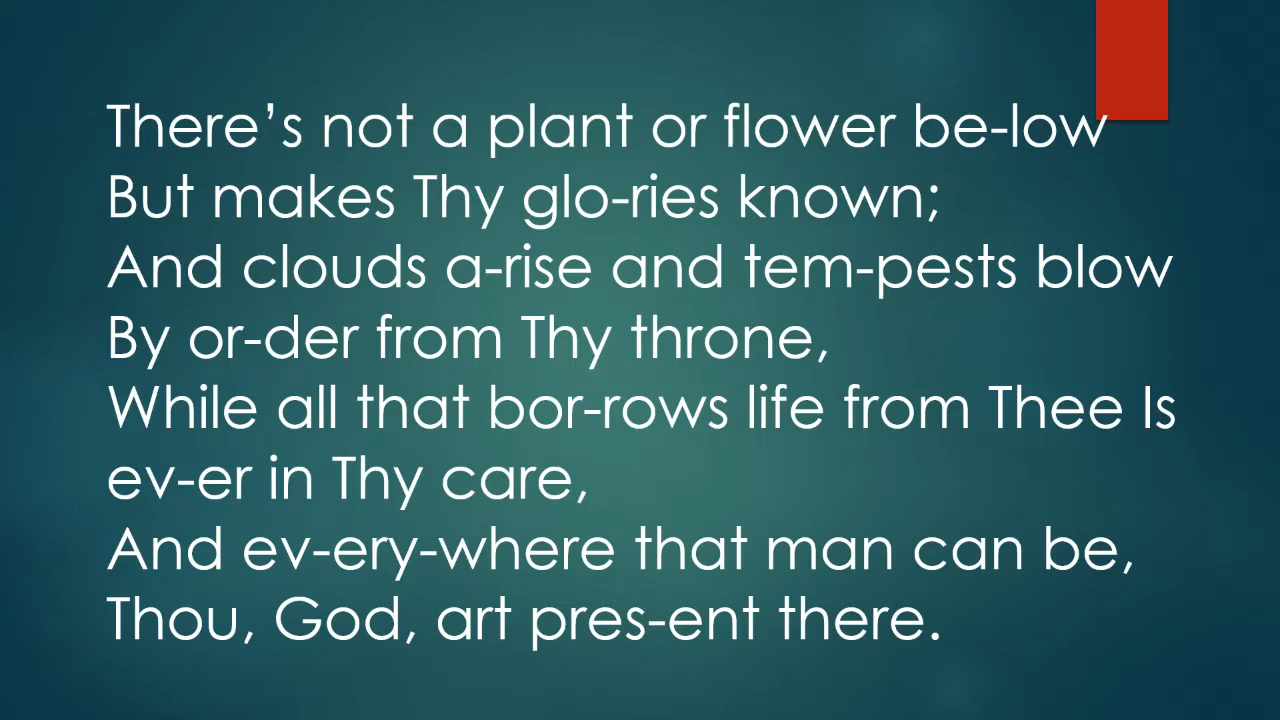 There’s not a plant or flower be-low
But makes Thy glo-ries known;
And clouds a-rise and tem-pests blow
By or-der from Thy throne,
While all that bor-rows life from Thee Is
ev-er in Thy care,
And ev-ery-where that man can be,
Thou, God, art pres-ent there.